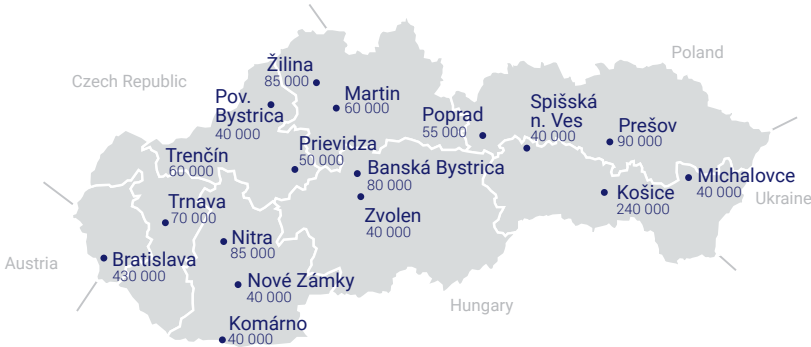 Poland
Žilina
85 000
Czech Republic
Martin
60 000
Pov.
Bystrica
40 000
Poprad
55 000
Spišská
n. Ves
40 000
Prešov
90 000
Prievidza
50 000
Trenčín
60 000
Banská Bystrica
80 000
Michalovce
40 000
Ukraine
Košice
240 000
Trnava
70 000
Zvolen
40 000
Nitra
85 000
Austria
Bratislava
430 000
Nové Zámky
40 000
Hungary
Komárno
40 000